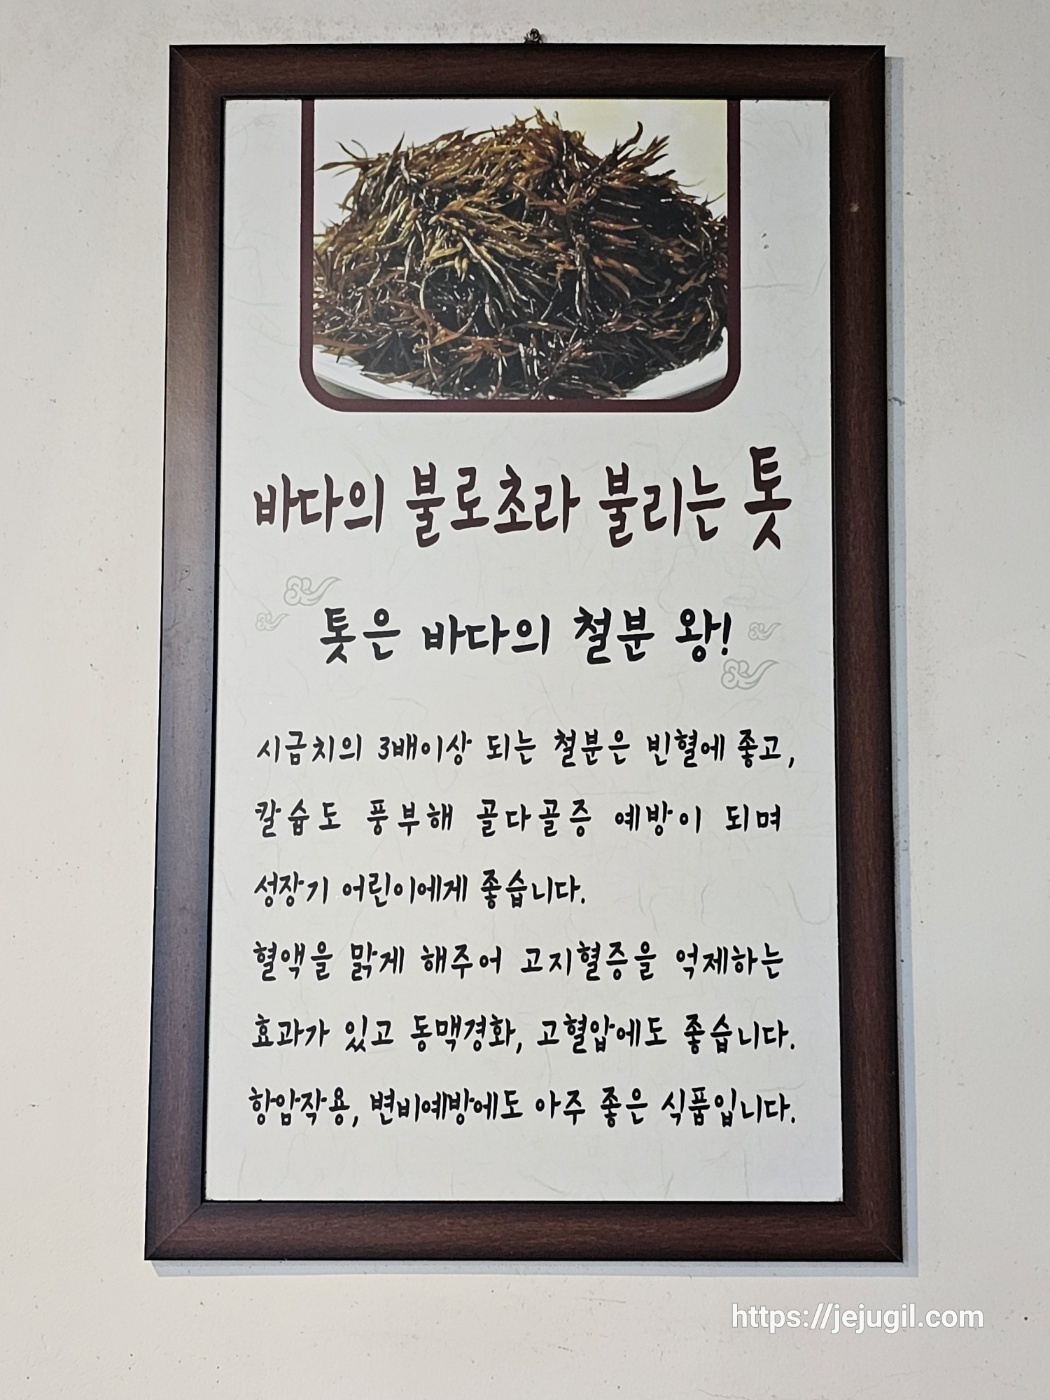 바다의 불로초라 불리는 톳
톳은 바다의 철분 왕!
시금치의 3배이상 되는 철분은 빈혈에 좋고,
칼슘도 풍부해 골다골증 예방이 되며
성장기 어린이에게 좋습니다.
혈액을 맑게 해주어 고지혈증을 억제하는
효과가 있고 동맥경화, 고혈압에도 좋습니다.
항암작용, 변비예방에도 아주 좋은 식품입니다.
https://jejugil.com